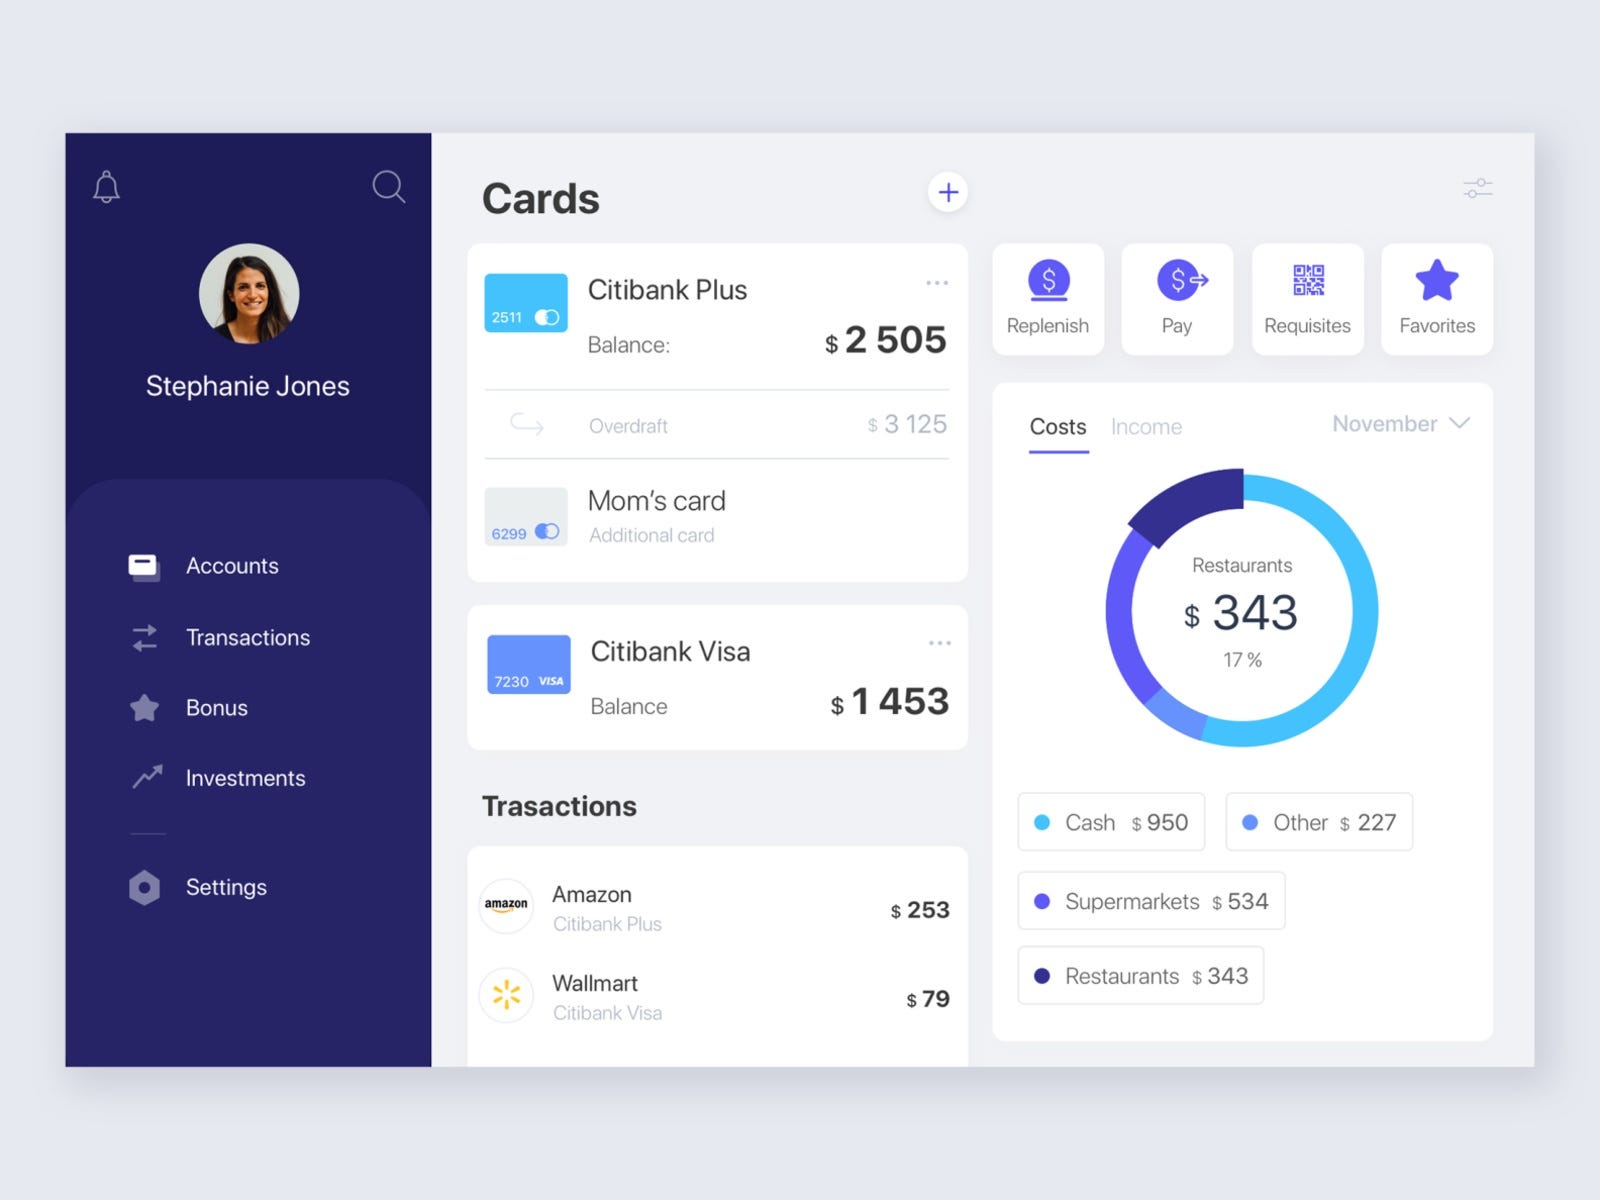 Stephanie Jones
Accounts
Transactions
Bonus
Investments
Settings
Cards
+
2511
Citibank Plus
Balance:
$ 2 505
Overdraft
$ 3 125
6299
Mom’s card
Additional card
7230 VISA
Citibank Visa
Balance
$ 1 453
Trasactions
amazon
Amazon
Citibank Plus
$ 253
Wallmart
Citibank Visa
$ 79
$
Replenish
$
Pay
Requisites
Favorites
Costs
Income
November
Restaurants
$ 343
17 %
Cash $ 950
Other $ 227
Supermarkets $ 534
Restaurants $ 343